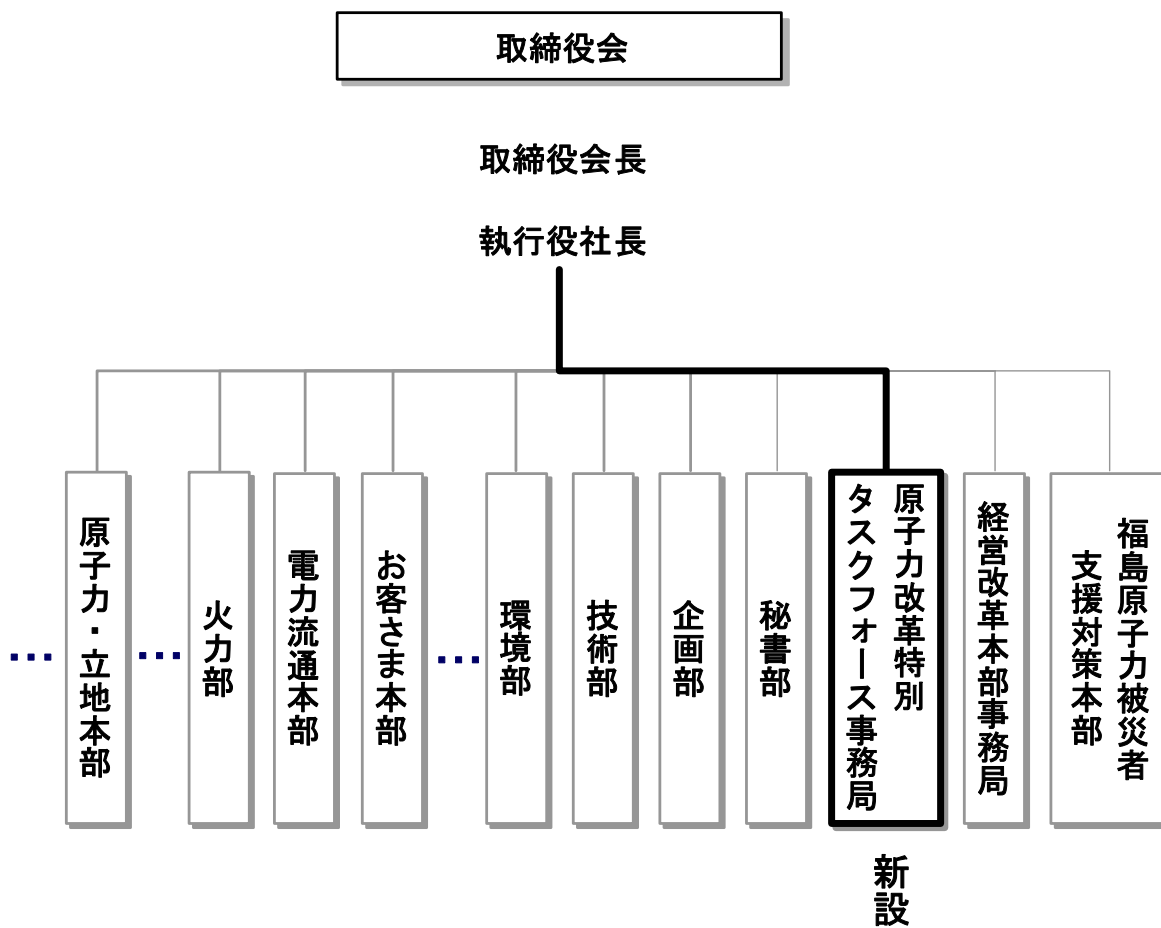 取締役会
取締役会長
執行役社長
福島原子力被災者
支援対策本部
経営改革本部事務局
原子力改革特別
タスクフォース事務局
秘書部
企画部
技術部
環境部
…
お客さま本部
電力流通本部
火力部
…
原子力・立地本部
…
新設